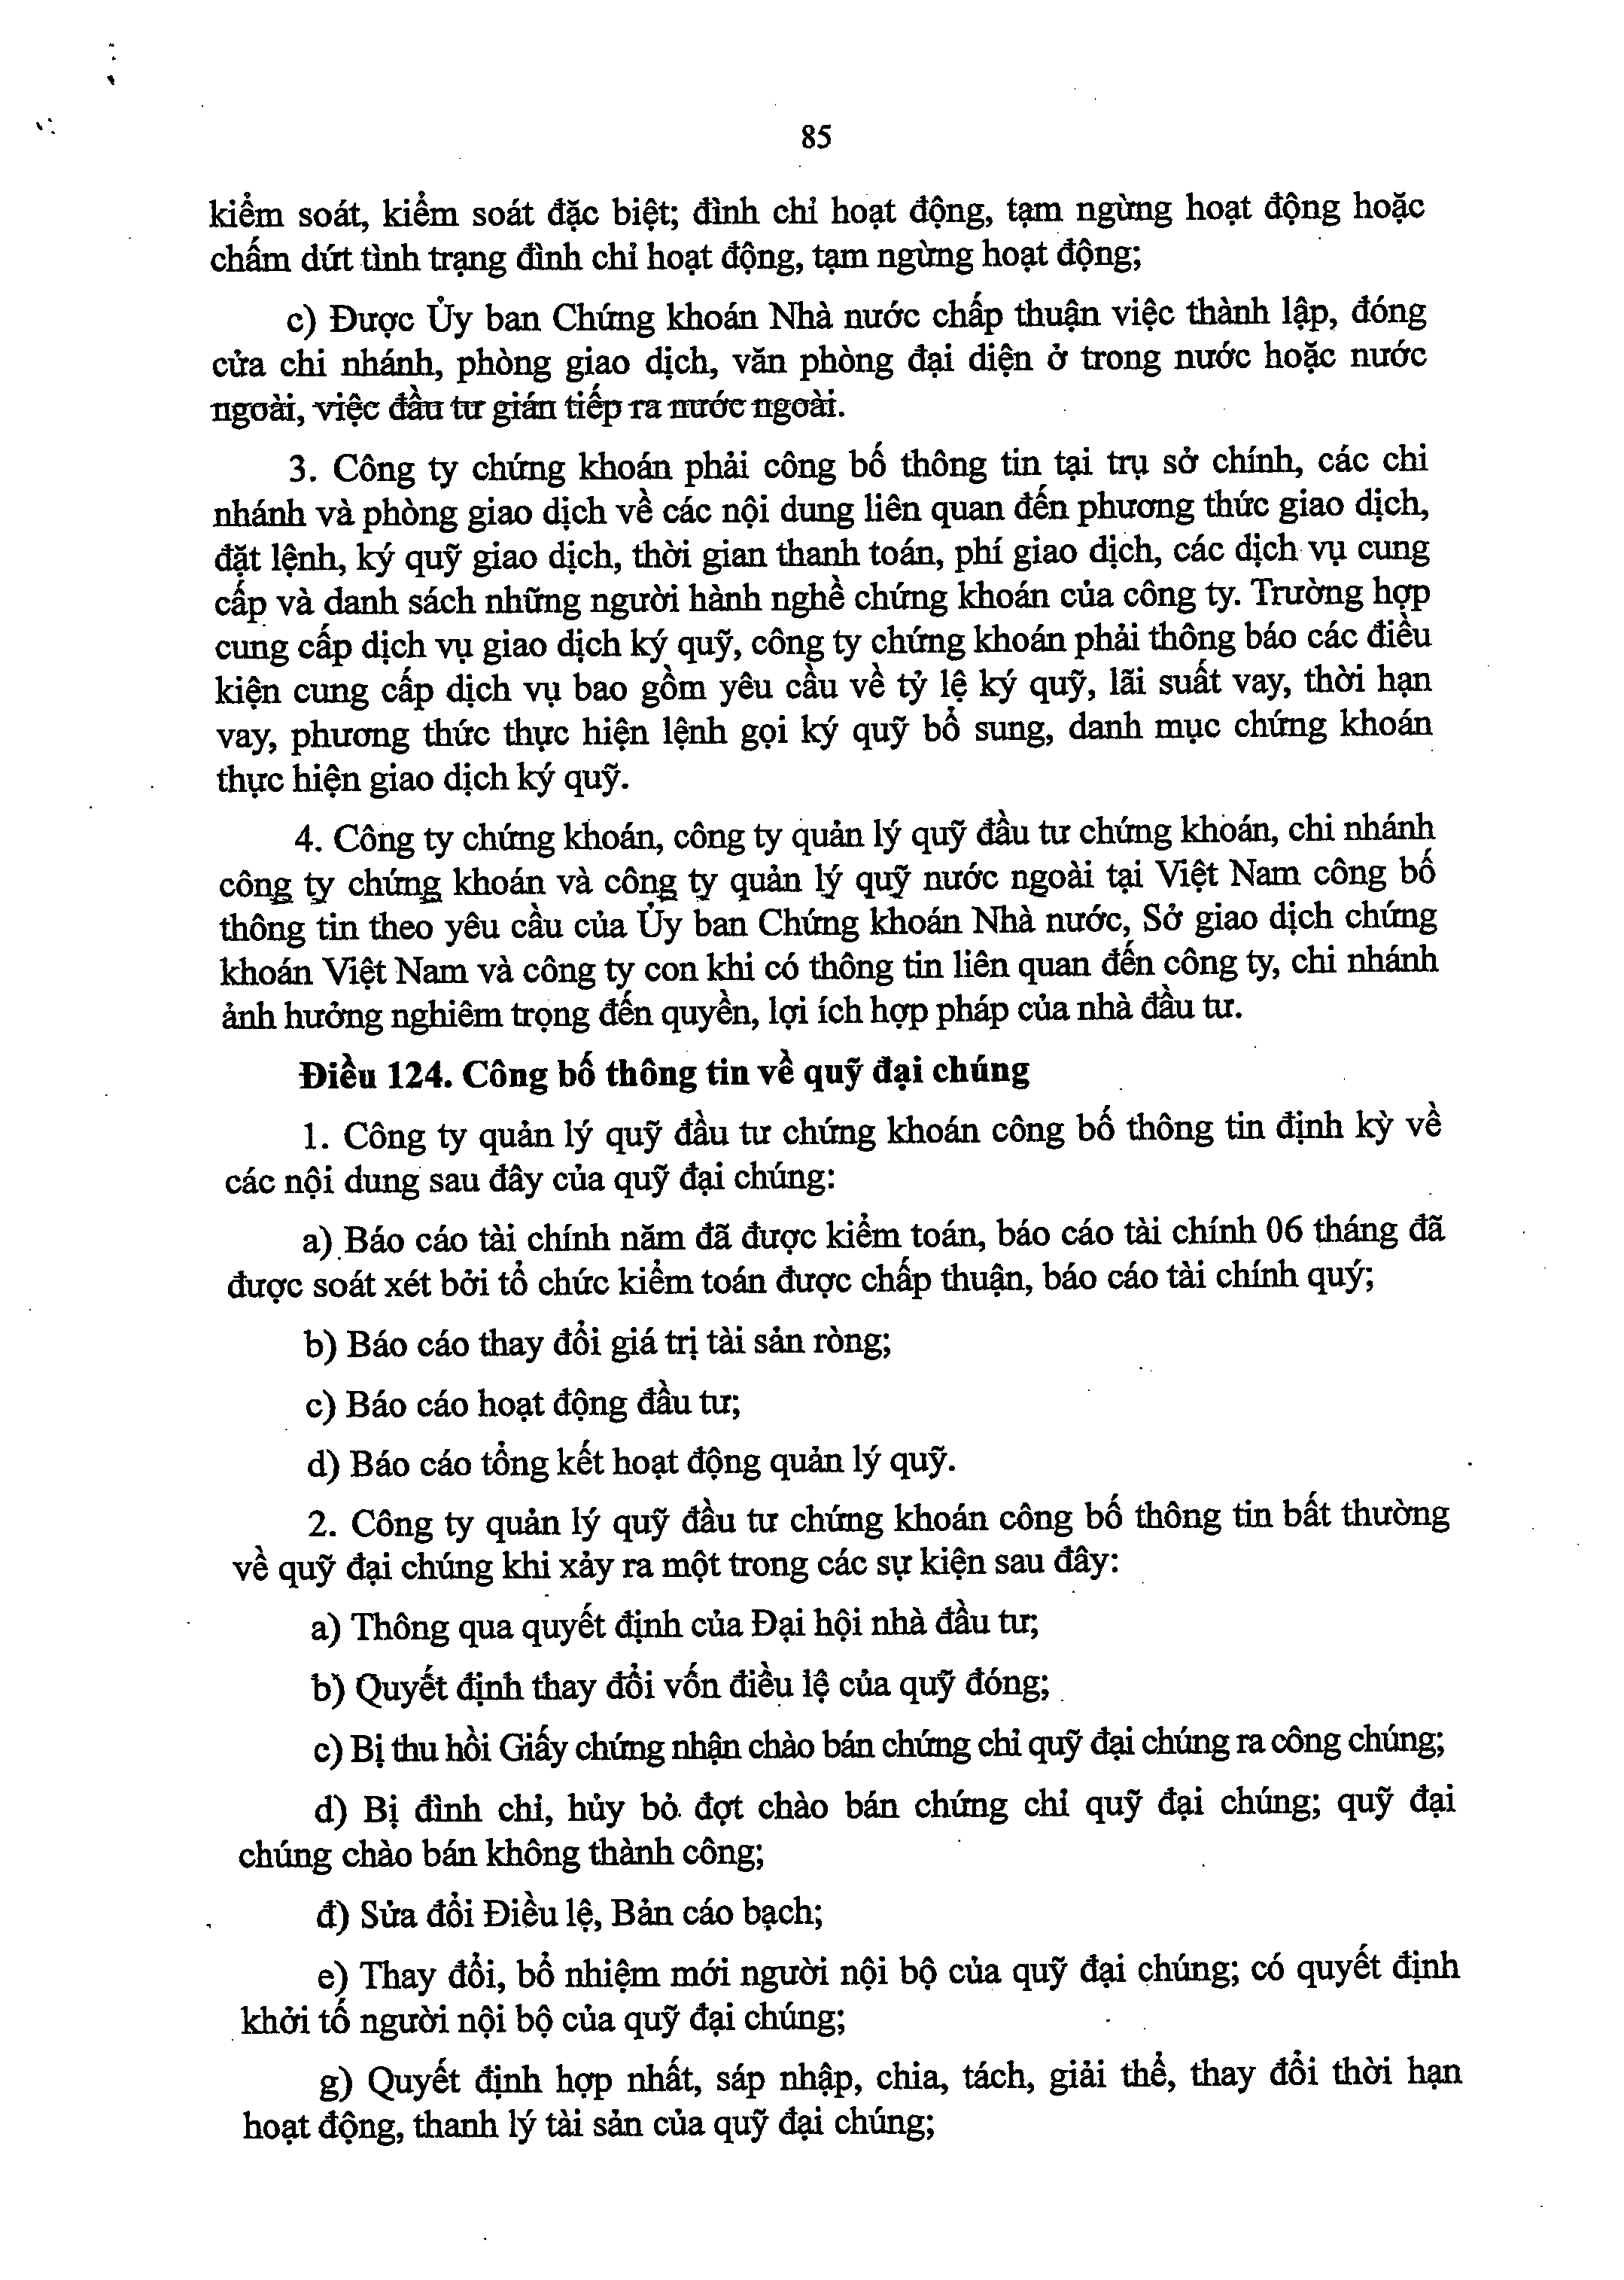 85
kiểm soát, kiểm soát đặc biệt; đình chỉ hoạt động, tạm ngừng hoạt động hoặc
chấm dứt tình trạng đình chỉ hoạt động, tạm ngừng hoạt động;
c) Được Ủy ban Chứng khoán Nhà nước chấp thuận việc thành lập, đóng
cửa chi nhánh, phòng giao dịch, văn phòng đại diện ở trong nước hoặc nước
ngoài, việc đầu tư gián tiếp ra nước ngoài.
3. Công ty chứng khoán phải công bố thông tin tại trụ sở chính, các chi
nhánh và phòng giao dịch về các nội dung liên quan đến phương thức giao dịch,
đặt lệnh, ký quỹ giao dịch, thời gian thanh toán, phí giao dịch, các dịch vụ cung
cấp và danh sách những người hành nghề chứng khoán của công ty. Trường hợp
cung cấp dịch vụ giao dịch ký quỹ, công ty chứng khoán phải thông báo các điều
kiện cung cấp dịch vụ bao gồm yêu cầu về tỷ lệ ký quỹ, lãi suất vay, thời hạn
vay, phương thức thực hiện lệnh gọi ký quỹ bổ sung, danh mục chứng khoán
thực hiện giao dịch ký quỹ.
4. Công ty chứng khoán, công ty quản lý quỹ đầu tư chứng khoán, chi nhánh
công ty chứng khoán và công ty quản lý quỹ nước ngoài tại Việt Nam công bố
thông tin theo yêu cầu của Ủy ban Chứng khoán Nhà nước, Sở giao dịch chứng
khoán Việt Nam và công ty con khi có thông tin liên quan đến công ty, chi nhánh
ảnh hưởng nghiêm trọng đến quyền, lợi ích hợp pháp của nhà đầu tư.
Điều 124. Công bố thông tin về quỹ đại chúng
1. Công ty quản lý quỹ đầu tư chứng khoán công bố thông tin định kỳ về
các nội dung sau đây của quỹ đại chúng:
a) Báo cáo tài chính năm đã được kiểm toán, báo cáo tài chính 06 tháng đã
được soát xét bởi tổ chức kiểm toán được chấp thuận, báo cáo tài chính quý;
b) Báo cáo thay đổi giá trị tài sản ròng;
c) Báo cáo hoạt động đầu tư;
d) Báo cáo tổng kết hoạt động quản lý quỹ.
2. Công ty quản lý quỹ đầu tư chứng khoán công bố thông tin bất thường
về quỹ đại chúng khi xảy ra một trong các sự kiện sau đây:
a) Thông qua quyết định của Đại hội nhà đầu tư;
b) Quyết định thay đổi vốn điều lệ của quỹ đóng;
c) Bị thu hồi Giấy chứng nhận chào bán chứng chỉ quỹ đại chúng ra công chúng;
d) Bị đình chỉ, hủy bỏ đợt chào bán chứng chỉ quỹ đại chúng; quỹ đại
chúng chào bán không thành công;
đ) Sửa đổi Điều lệ, Bản cáo bạch;
e) Thay đổi, bổ nhiệm mới người nội bộ của quỹ đại chúng; có quyết định
khởi tố người nội bộ của quỹ đại chúng;
g) Quyết định hợp nhất, sáp nhập, chia, tách, giải thể, thay đổi thời hạn
hoạt động, thanh lý tài sản của quỹ đại chúng;